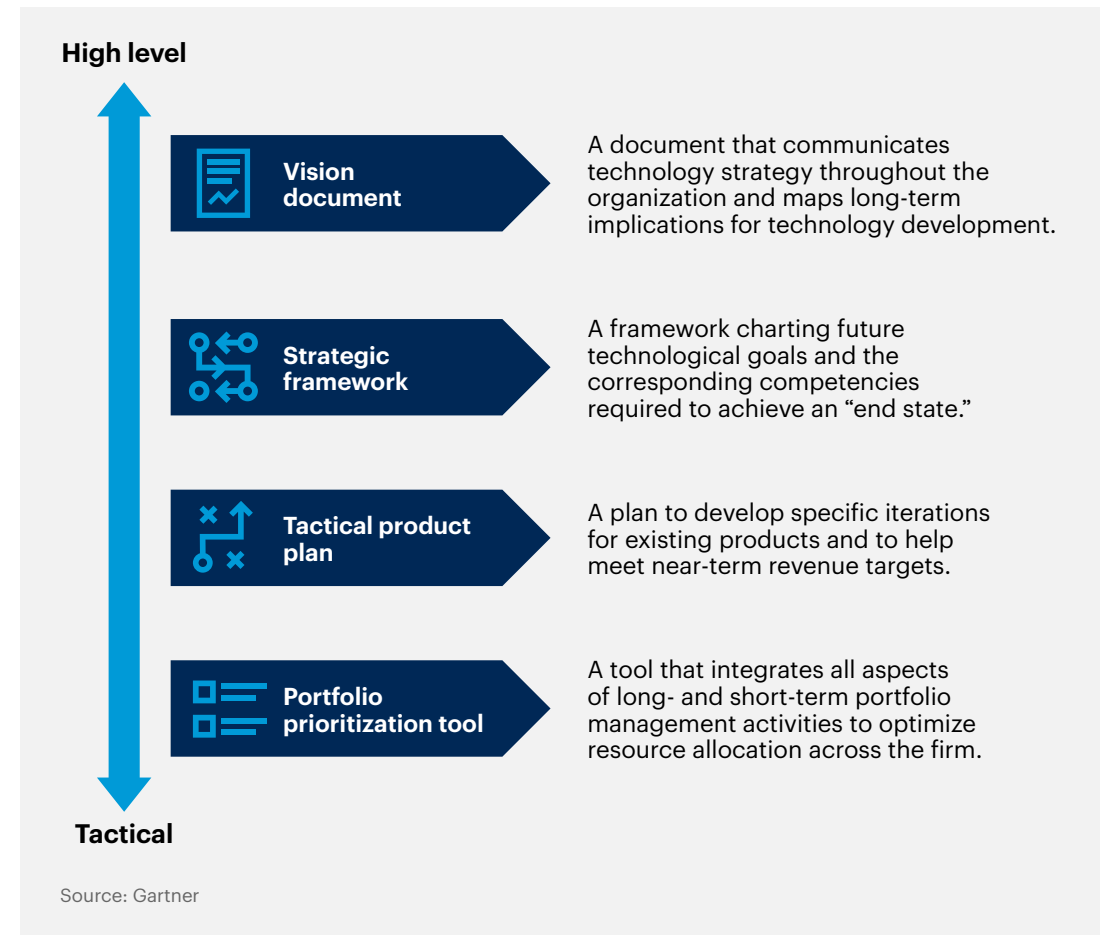 High level
Vision
document
A document that communicates
technology strategy throughout the
organization and maps long-term
implications for technology development.
Strategic
framework
A framework charting future
technological goals and the
corresponding competencies
required to achieve an “end state.”
Tactical product
plan
A plan to develop specific iterations
for existing products and to help
meet near-term revenue targets.
Portfolio
prioritization tool
A tool that integrates all aspects
of long- and short-term portfolio
management activities to optimize
resource allocation across the firm.
Tactical
Source: Gartner